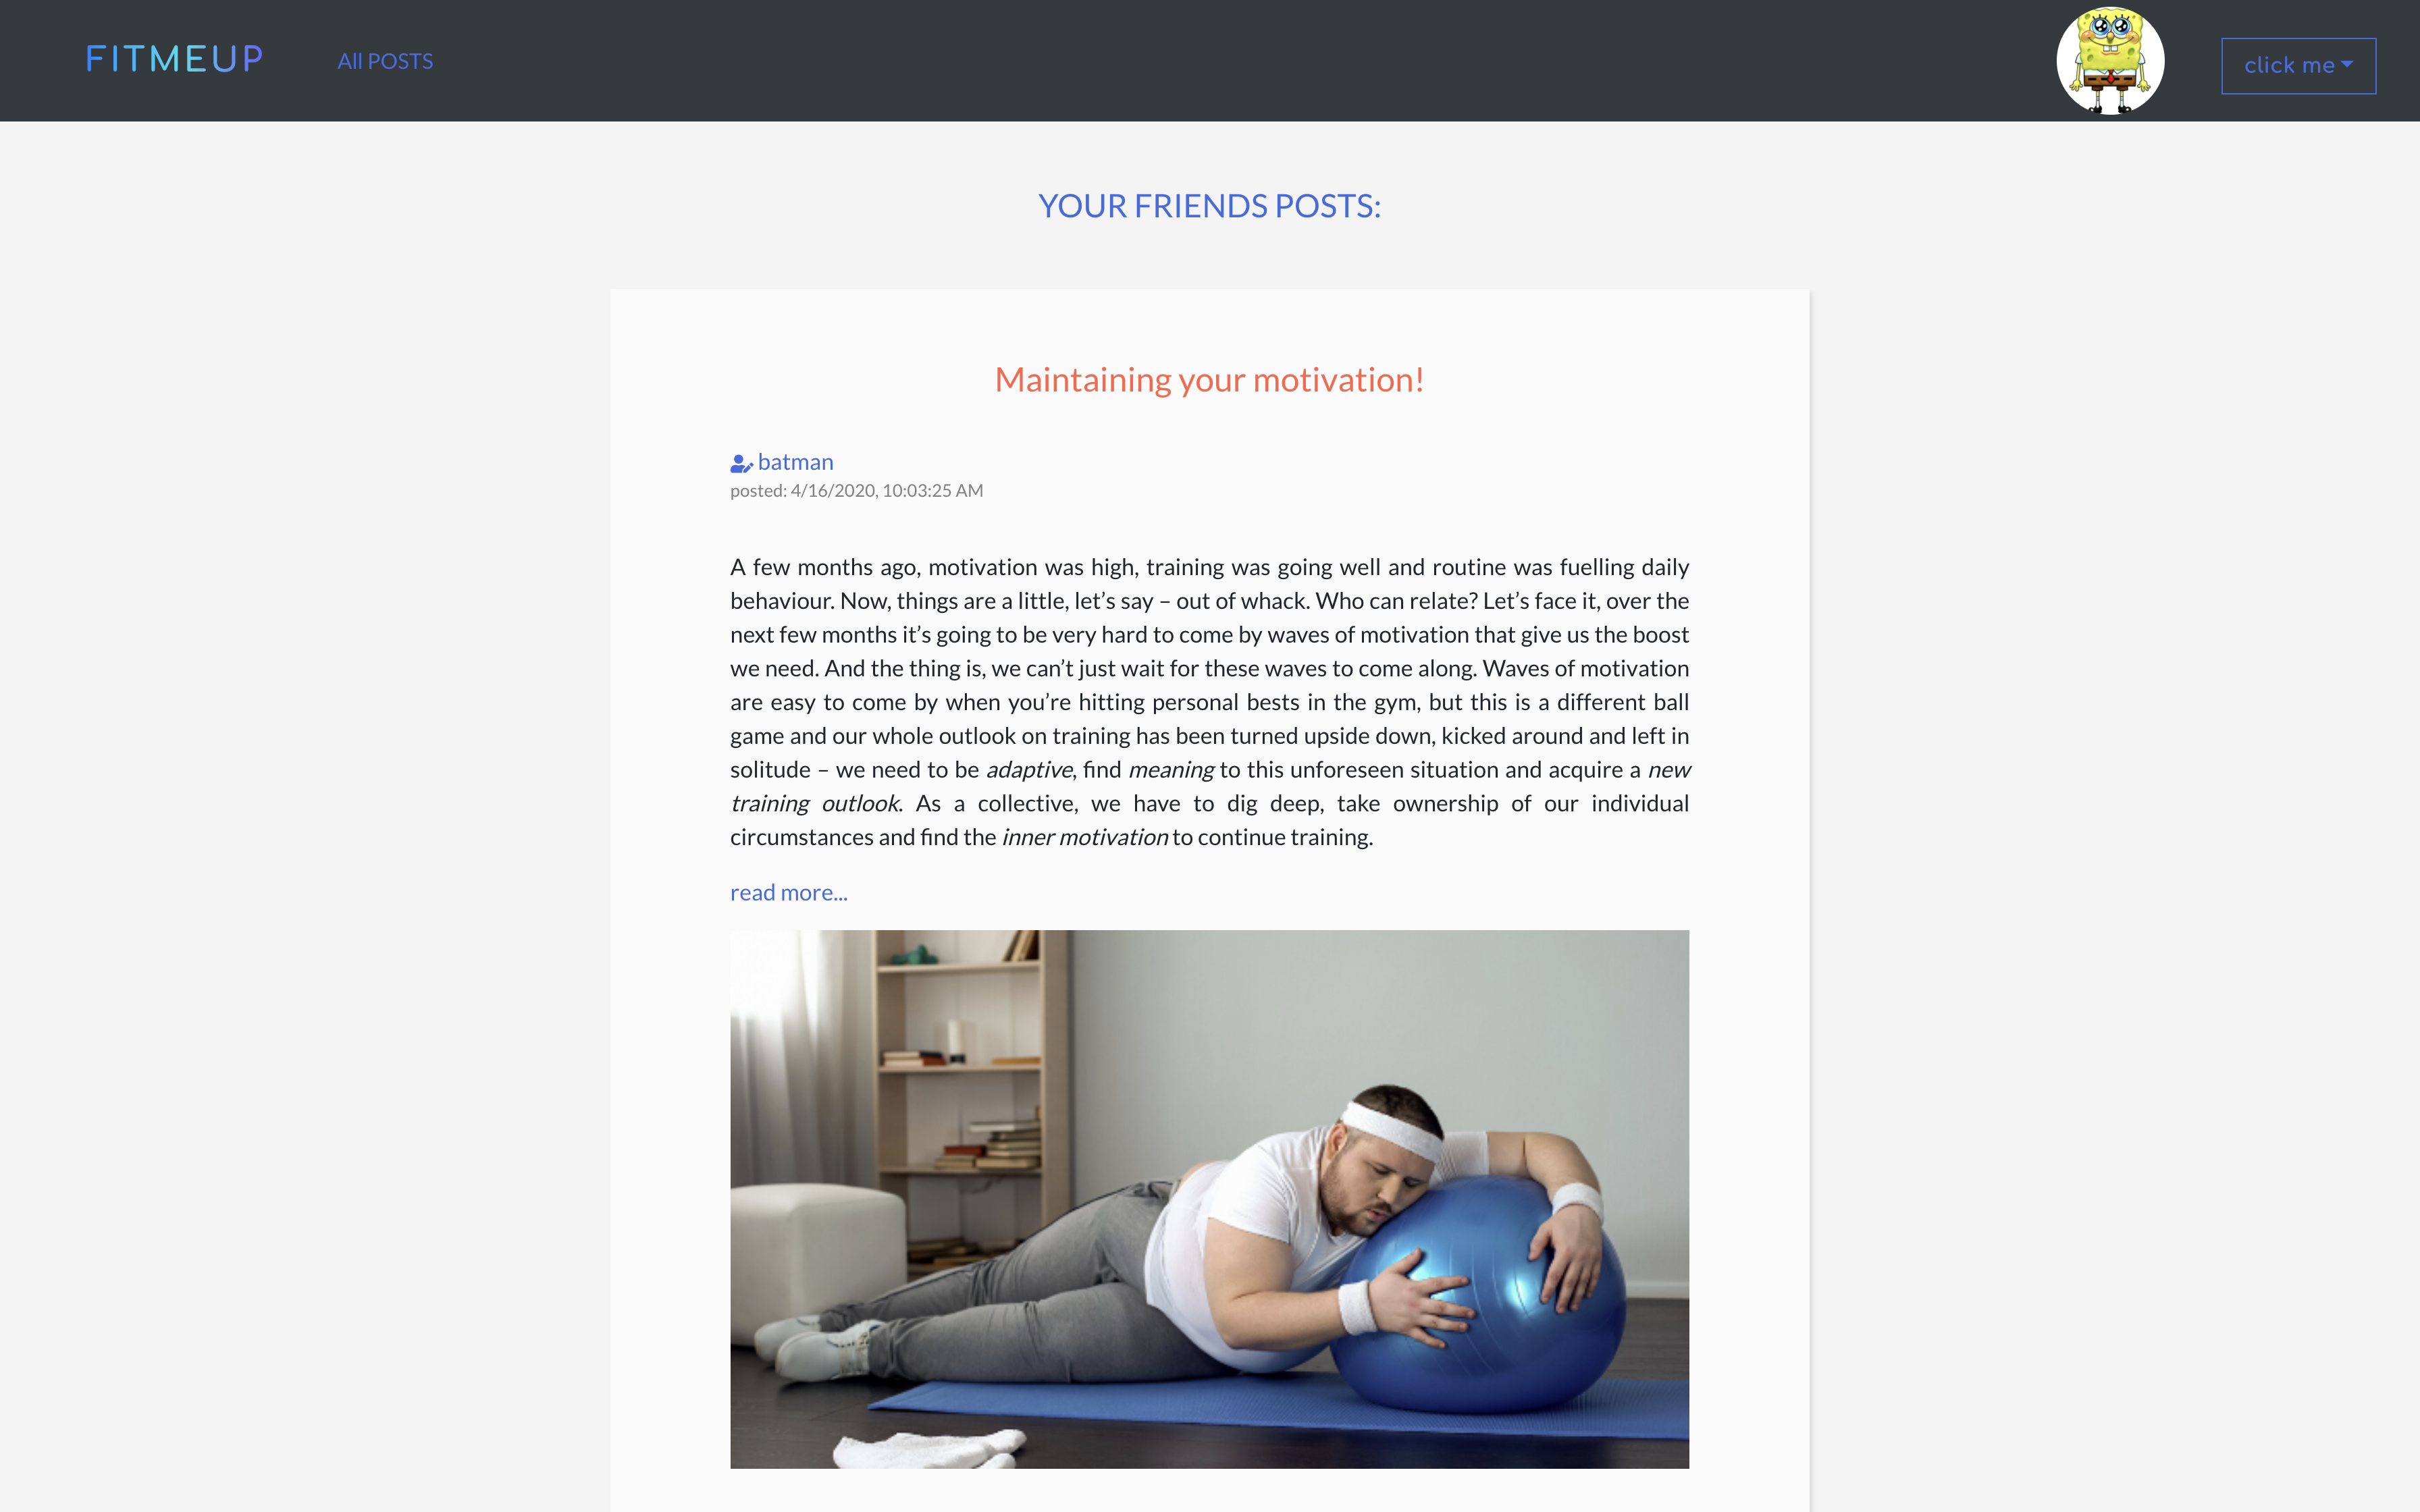 FITMEUP
All POSTS
click me
YOUR FRIENDS POSTS:
Maintaining your motivation!
batman
posted: 4/16/2020, 10:03:25 AM
A few months ago, motivation was high, training was going well and routine was fuelling daily
behaviour. Now, things are a little, let’s say – out of whack. Who can relate? Let’s face it, over the
next few months it’s going to be very hard to come by waves of motivation that give us the boost
we need. And the thing is, we can’t just wait for these waves to come along. Waves of motivation
are easy to come by when you’re hitting personal bests in the gym, but this is a different ball
game and our whole outlook on training has been turned upside down, kicked around and left in
solitude – we need to be adaptive, find meaning to this unforeseen situation and acquire a new
training outlook. As a collective, we have to dig deep, take ownership of our individual
circumstances and find the inner motivation to continue training.
read more...